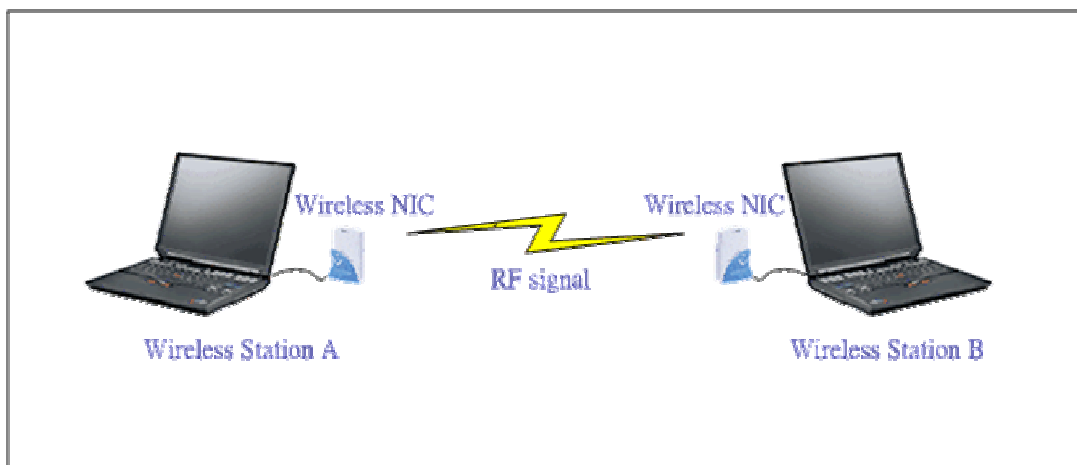 Wireless NIC
Wireless NIC
RF signal
Wireless Station A
Wireless Station B